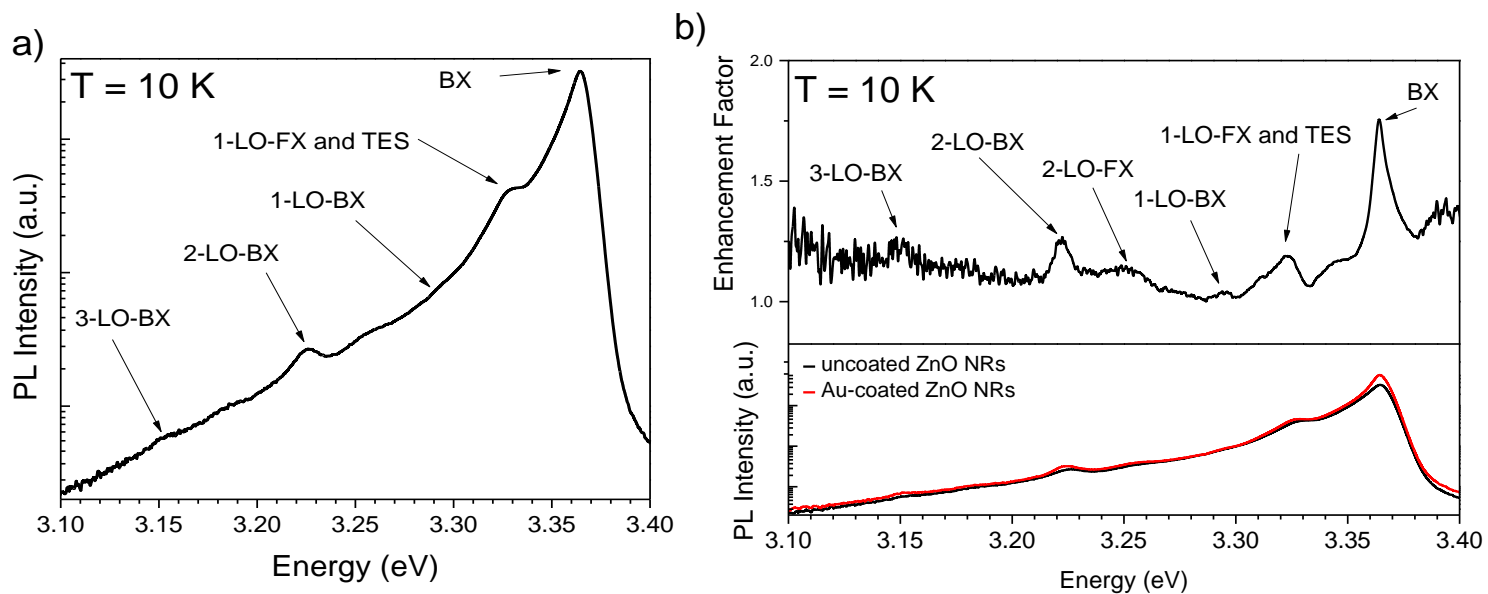 a)
T = 10 K
BX
1-LO-FX and TES
1-LO-BX
2-LO-BX
3-LO-BX
PL Intensity (a.u.)
3.10 3.15 3.20 3.25 3.30 3.35 3.40
Energy (eV)
b)
T = 10 K
BX
1-LO-FX and TES
2-LO-BX
2-LO-FX
3-LO-BX
1-LO-BX
Enhancement Factor
2.0
1.5
1.0
uncoated ZnO NRs
Au-coated ZnO NRs
PL Intensity (a.u.)
3.10 3.15 3.20 3.25 3.30 3.35 3.40
Energy (eV)